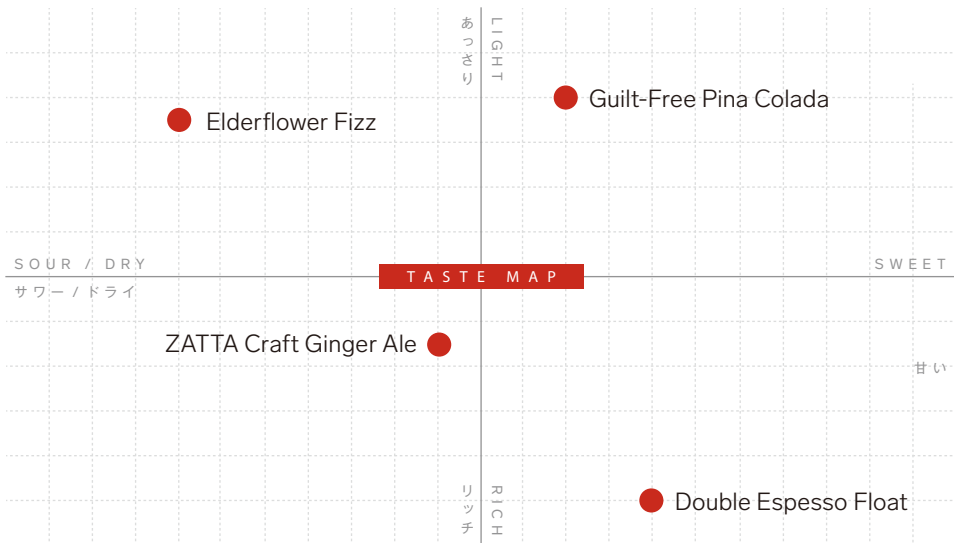 あっさり
LIGHT
Guilt-Free Pina Colada
Elderflower Fizz
SOUR / DRY
サワー / ドライ
TASTE MAP
SWEET
甘い
ZATTA Craft Ginger Ale
リッチ
RICH
Double Espesso Float